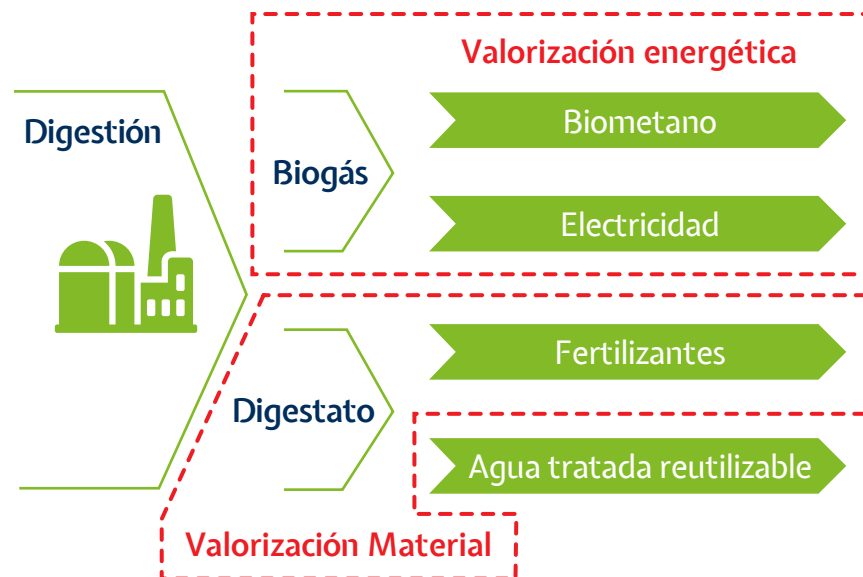 Valorización energética
Digestión
Biogás
Biometano
Electricidad
Digestato
Fertilizantes
Agua tratada reutilizable
Valorización Material